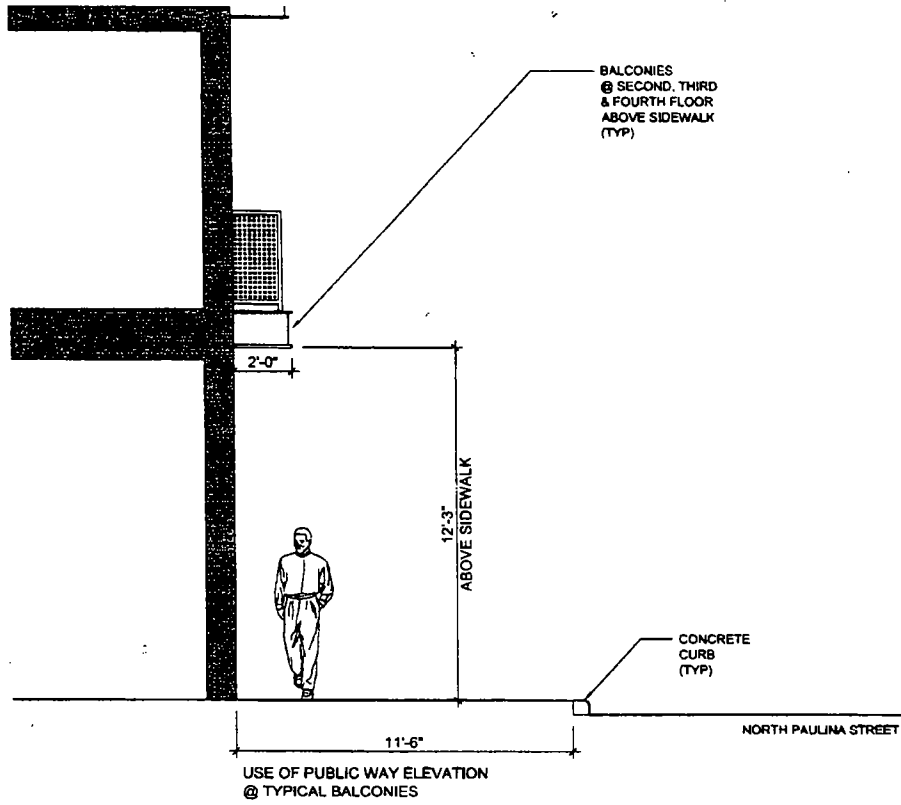 BALCONIES
@ SECOND, THIRD
& FOURTH FLOOR
ABOVE SIDEWALK
(TYP)
2'-0"
12'-3"
ABOVE SIDEWALK
CONCRETE
CURB
(TYP)
NORTH PAULINA STREET
11'-6"
USE OF PUBLIC WAY ELEVATION
@ TYPICAL BALCONIES